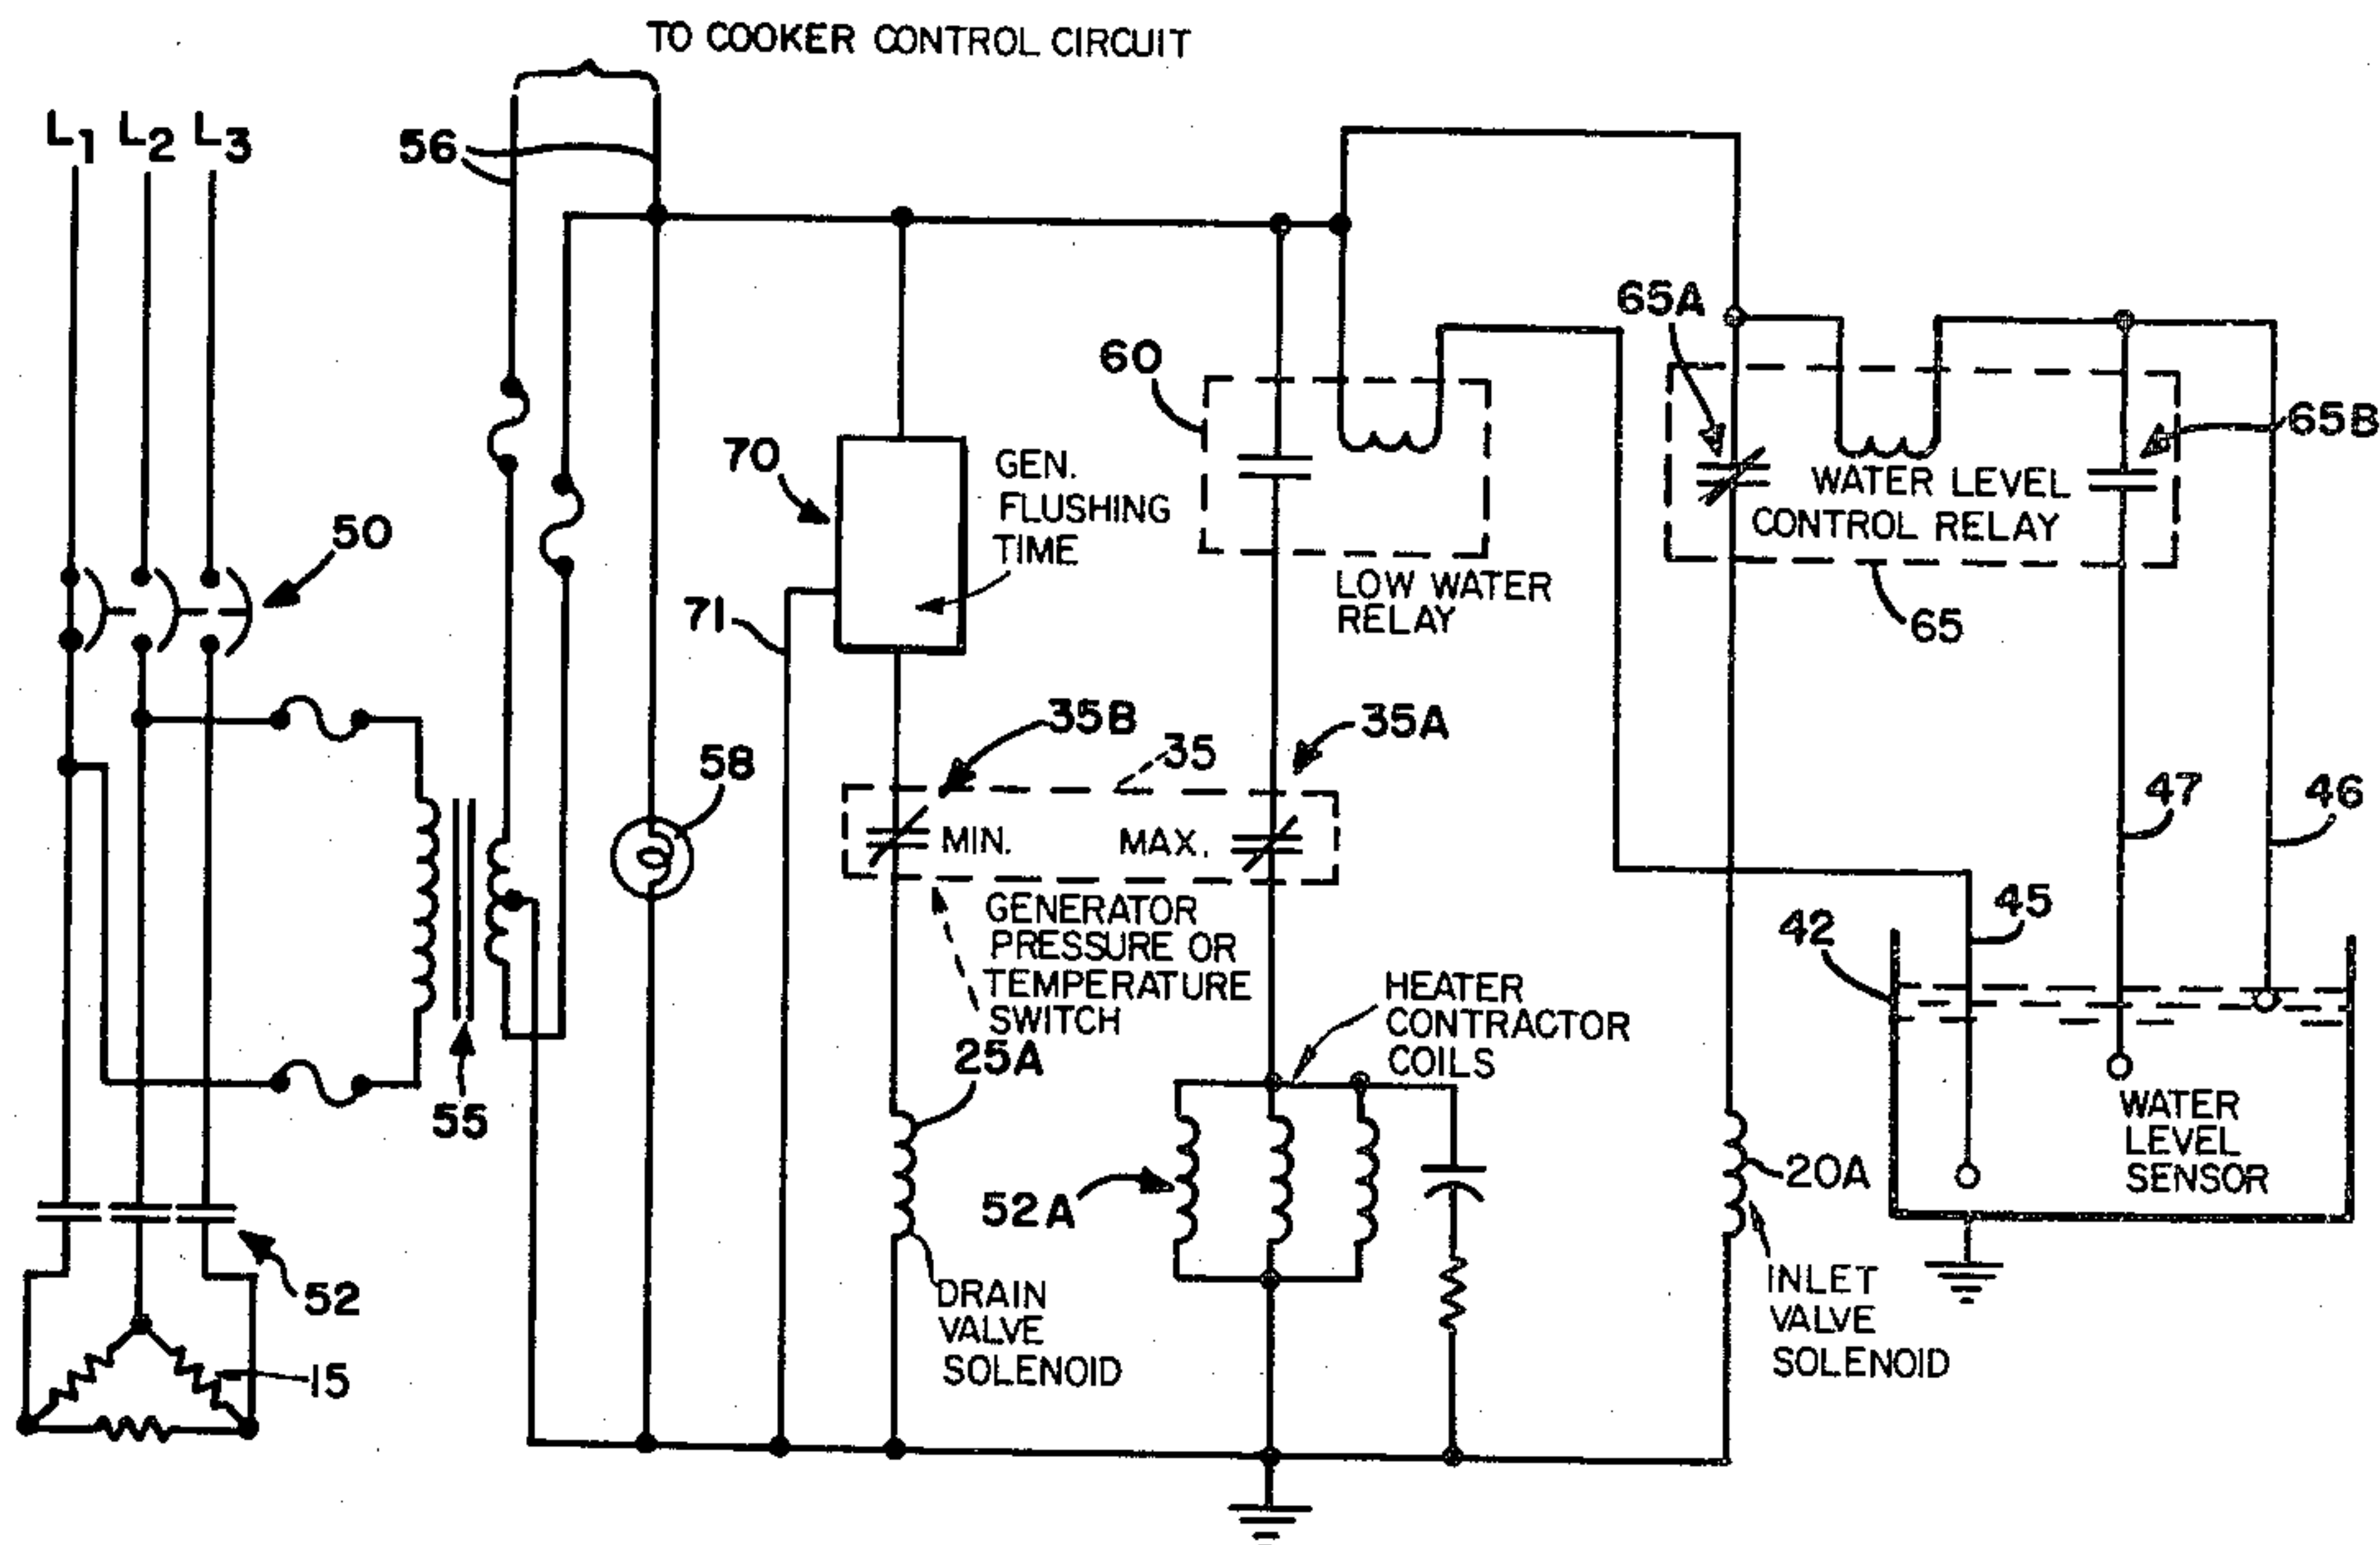 TO COOKER CONTROL CIRCUIT
L1 L2 L3
56
65A
60
65B
70
GEN.
FLUSHING
TIME
WATER LEVEL
CONTROL RELAY
50
LOW WATER
RELAY
71
65
35B
35
35A
58
47
46
MIN.
MAX.
45
42
GENERATOR
PRESSURE OR
TEMPERATURE
SWITCH
HEATER
CONTRACTOR
COILS
25A
55
WATER
LEVEL
SENSOR
52A
20A
52
DRAIN
VALVE
SOLENOID
INLET
VALVE
SOLENOID
15